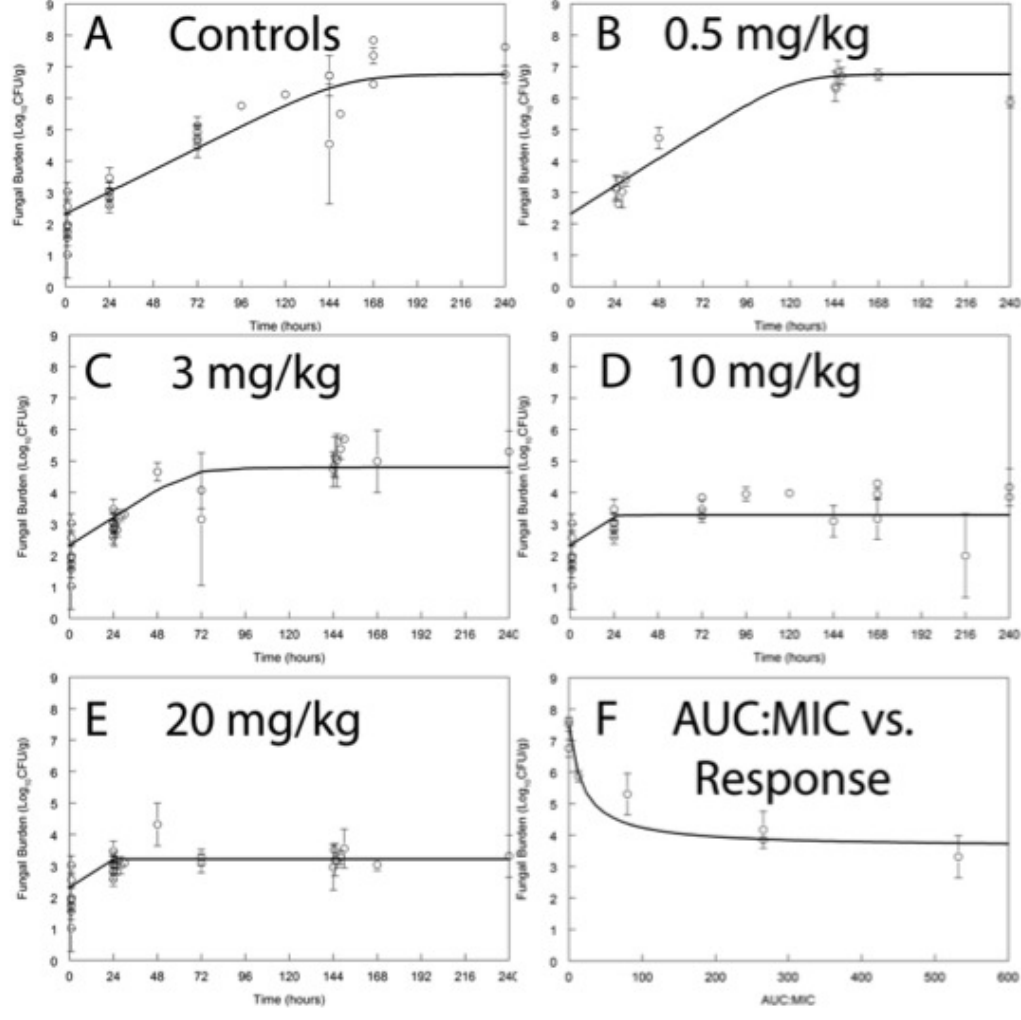 A Controls
Fungal Burden (Log10CFU/g)
9
8
7
6
5
4
3
2
1
0
0 24 48 72 96 120 144 168 192 216 240
Time (hours)
B 0.5 mg/kg
Fungal Burden (Log10CFU/g)
9
8
7
6
5
4
3
2
1
0
0 24 48 72 96 120 144 168 192 216 240
Time (hours)
C 3 mg/kg
Fungal Burden (Log10CFU/g)
9
8
7
6
5
4
3
2
1
0
0 24 48 72 96 120 144 168 192 216 240
Time (hours)
D 10 mg/kg
Fungal Burden (Log10CFU/g)
9
8
7
6
5
4
3
2
1
0
0 24 48 72 96 120 144 168 192 216 240
Time (hours)
E 20 mg/kg
Fungal Burden (Log10CFU/g)
9
8
7
6
5
4
3
2
1
0
0 24 48 72 96 120 144 168 192 216 240
Time (hours)
F AUC:MIC vs.
Response
Fungal Burden (Log10CFU/g)
9
8
7
6
5
4
3
2
1
0
0 100 200 300 400 500 600
AUC:MIC